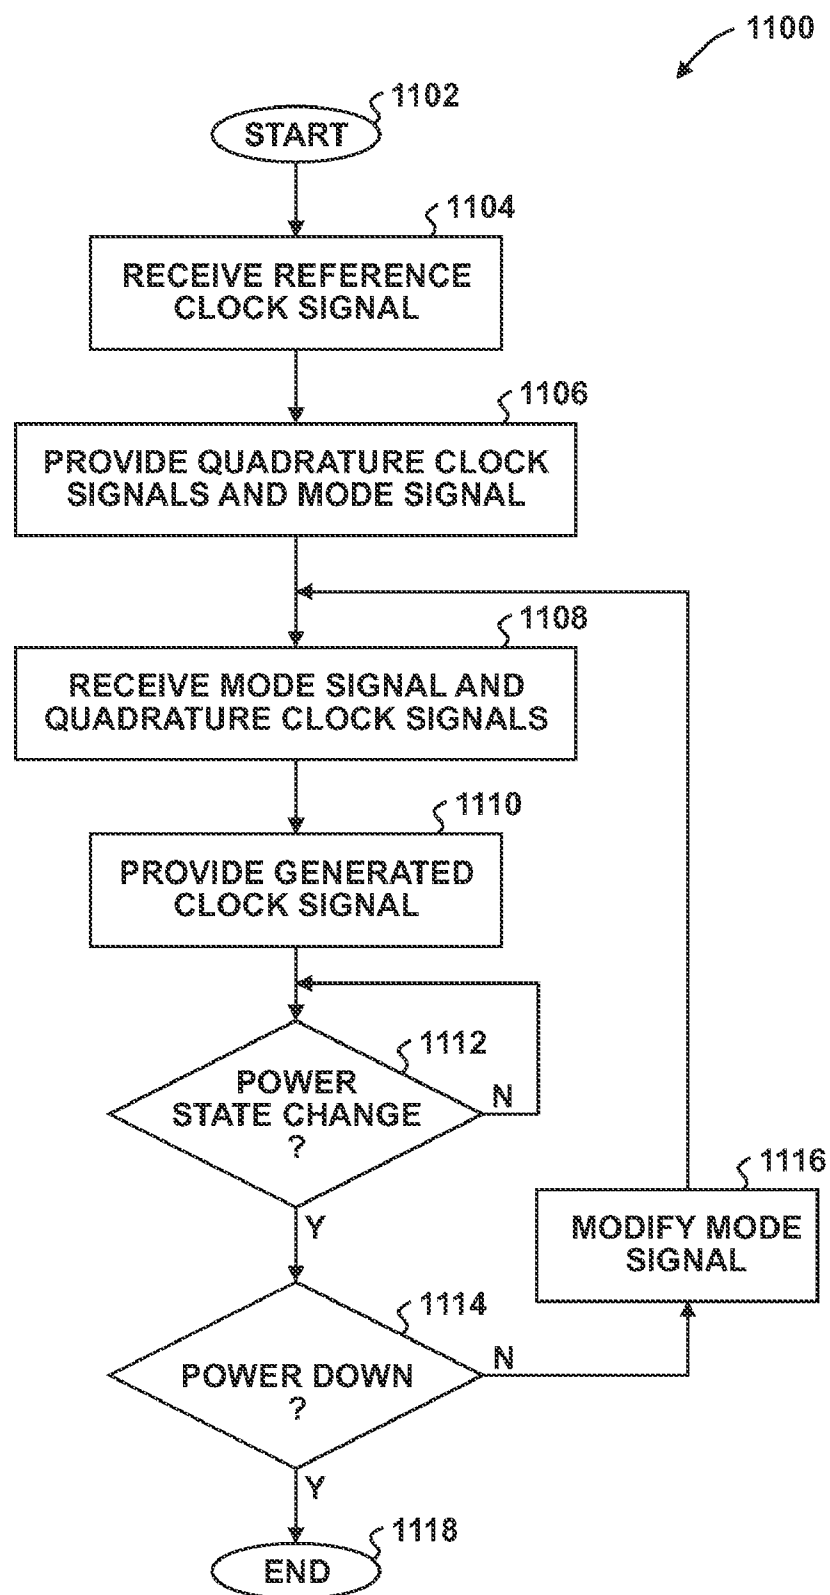 1100
1102
START
1104
RECEIVE REFERENCE
CLOCK SIGNAL
1106
PROVIDE QUADRATURE CLOCK
SIGNALS AND MODE SIGNAL
1108
RECEIVE MODE SIGNAL AND
QUADRATURE CLOCK SIGNALS
1110
PROVIDE GENERATED
CLOCK SIGNAL
1112
POWER
STATE CHANGE
?
N
Y
1116
MODIFY MODE
SIGNAL
1114
POWER DOWN
?
N
Y
1118
END